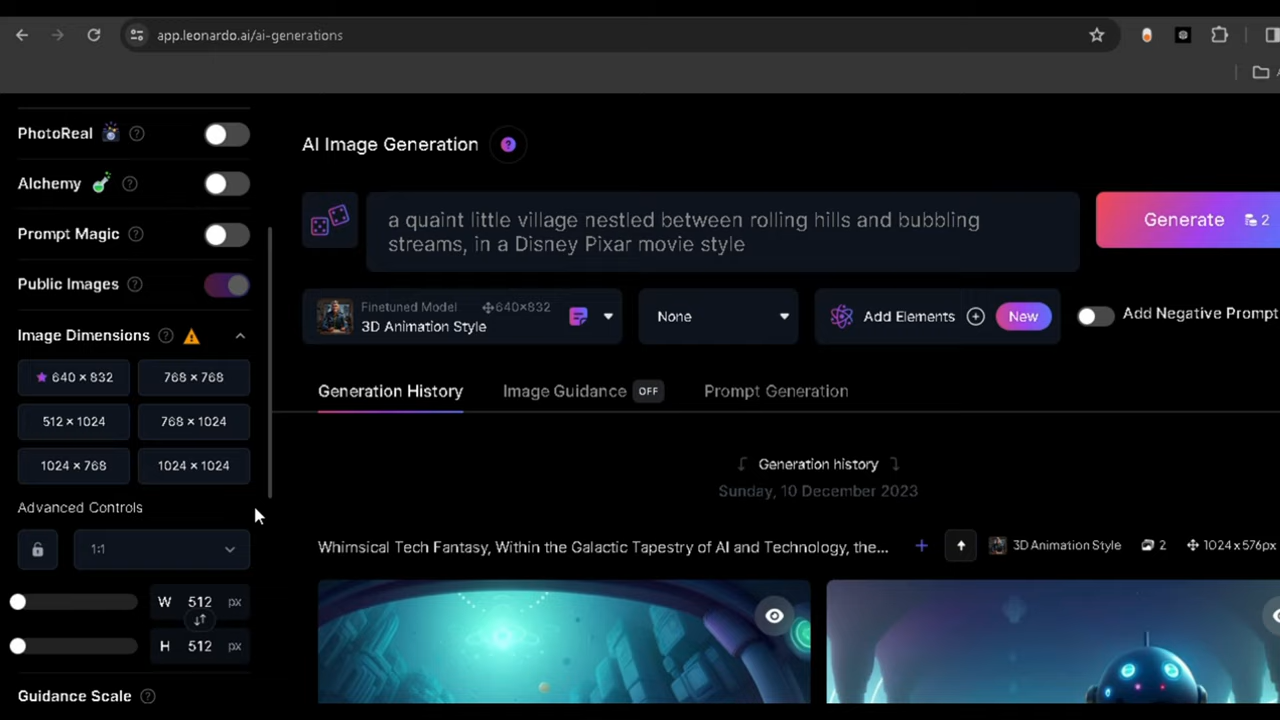 app.leonardo.ai/ai-generations
PhotoReal
Alchemy
Prompt Magic
Public Images
Image Dimensions
640 × 832
768 × 768
512 × 1024
768 × 1024
1024 × 768
1024 × 1024
Advanced Controls
1:1
W 512 px
H 512 px
Guidance Scale
AI Image Generation
a quaint little village nestled between rolling hills and bubbling
streams, in a Disney Pixar movie style
Generate 2
Finetuned Model 640×832
3D Animation Style
None
Add Elements New
Add Negative Prompt
Generation History
Image Guidance OFF
Prompt Generation
Generation history
Sunday, 10 December 2023
Whimsical Tech Fantasy, Within the Galactic Tapestry of AI and Technology, the...
3D Animation Style 2 1024 x 576px